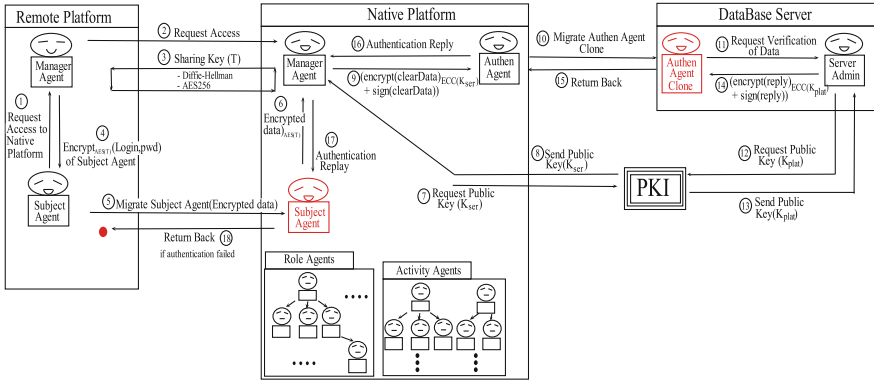 Remote Platform
Native Platform
DataBase Server
Manager
Agent
② Request Access
③ Sharing Key (T)
- Diffie-Hellman
- AES256
① Request
Access to
Native
Platform
④
Encrypt AES(T) (Login,pwd)
of Subject Agent
Subject
Agent
⑤ Migrate Subject Agent(Encrypted data)
Return Back ⑱
if authentication failed
Manager
Agent
⑯ Authentication Reply
Authen
Agent
⑨ (encrypt(clearData)ECC(Kser)
+ sign(clearData))
⑥
Encrypted
data)AES(T)
⑰
Authentication
Replay
Subject
Agent
Role Agents
Activity Agents
⑩ Migrate Authen Agent
Clone
⑮ Return Back
Authen
Agent
Clone
⑪ Request Verification
of Data
Server
Admin
⑭ (encrypt(reply)ECC(Kplat)
+ sign(reply))
⑧ Send Public
Key(Kser)
⑦ Request Public
Key (Kser)
PKI
⑫
Request Public
Key (Kplat)
⑬ Send Public
Key(Kplat)